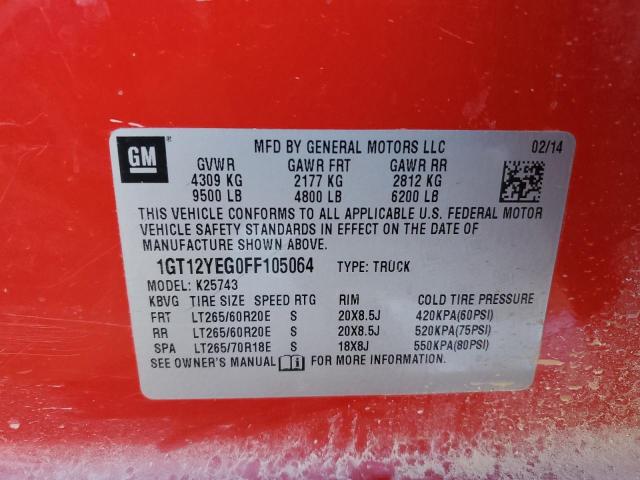 GM
MFD BY GENERAL MOTORS LLC 02/14
GVWR GAWR FRT GAWR RR
4309 KG 2177 KG 2812 KG
9500 LB 4800 LB 6200 LB
THIS VEHICLE CONFORMS TO ALL APPLICABLE U.S. FEDERAL MOTOR
VEHICLE SAFETY STANDARDS IN EFFECT ON THE DATE OF
MANUFACTURE SHOWN ABOVE.
1GT12YEG0FF105064 TYPE: TRUCK
MODEL: K25743
KBVG TIRE SIZE SPEED RTG RIM COLD TIRE PRESSURE
FRT LT265/60R20E S 20X8.5J 420KPA(60PSI)
RR LT265/60R20E S 20X8.5J 520KPA(75PSI)
SPA LT265/70R18E S 18X8J 550KPA(80PSI)
SEE OWNER'S MANUAL FOR MORE INFORMATION.